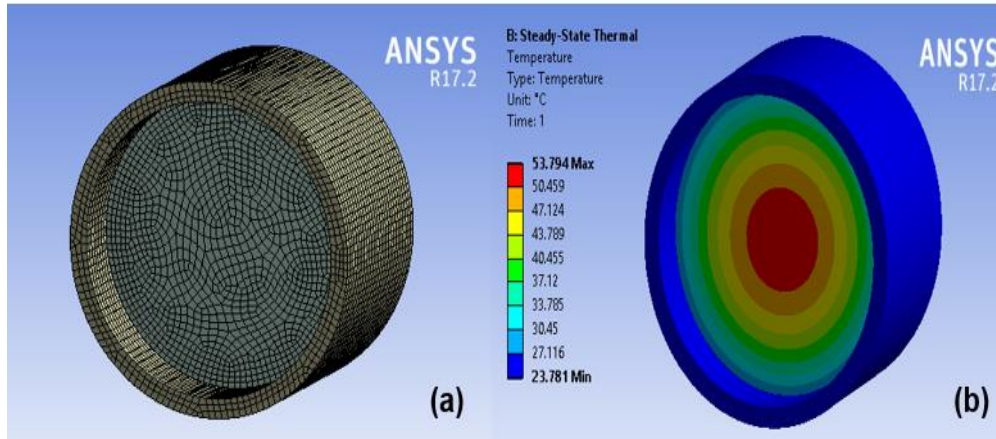 ANSYS
R17.2
(a)
B: Steady-State Thermal
Temperature
Type: Temperature
Unit: °C
Time: 1
53.794 Max
50.459
47.124
43.789
40.455
37.12
33.785
30.45
27.116
23.781 Min
ANSYS
R17.2
(b)